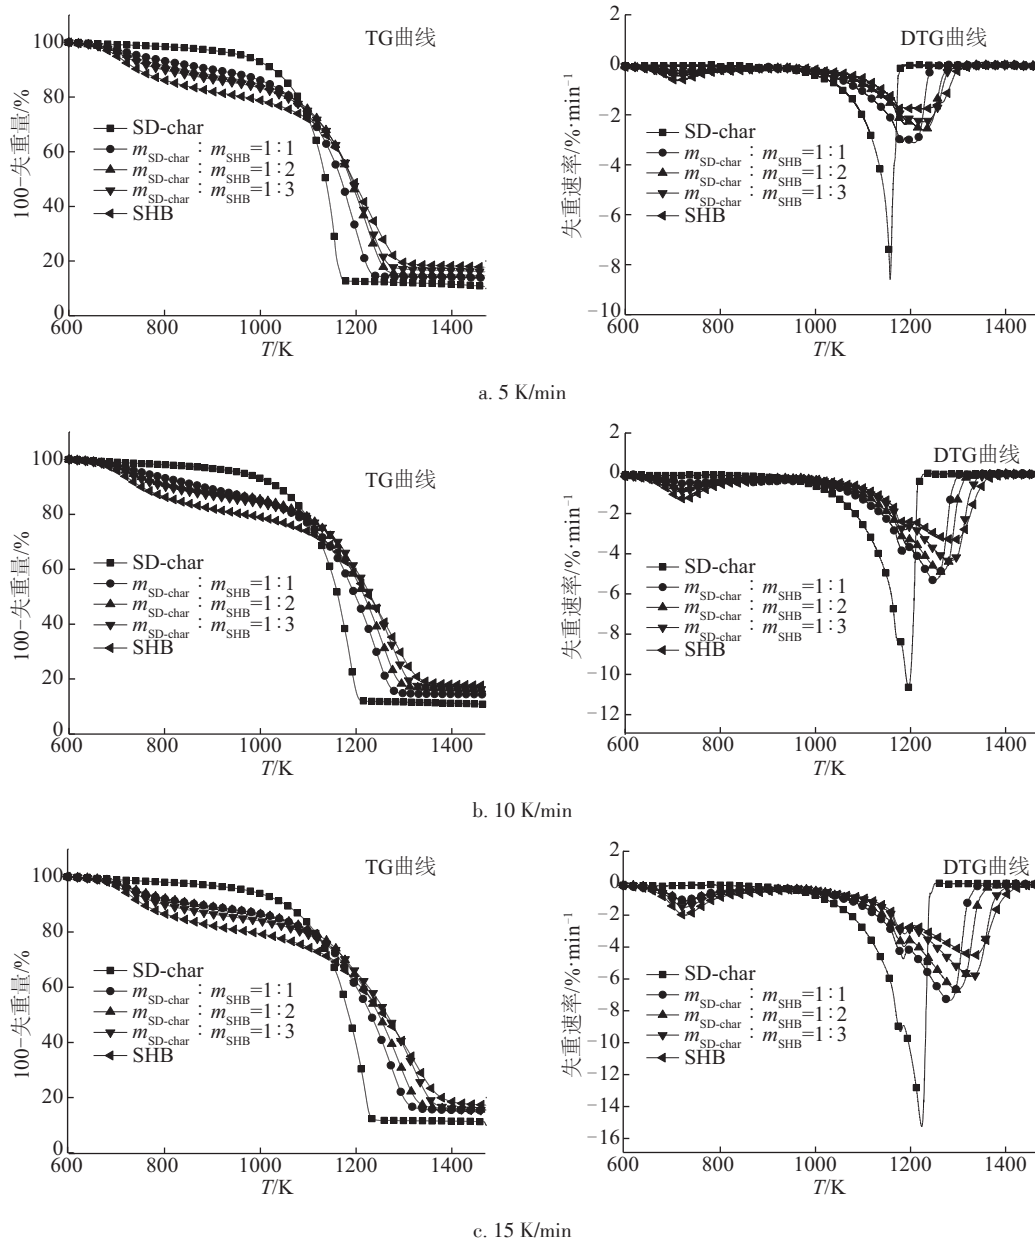 TG曲线
100
80
60
40
20
0
100−失重量/%
SD-char
m_SD-char∶m_SHB=1∶1
m_SD-char∶m_SHB=1∶2
m_SD-char∶m_SHB=1∶3
SHB
600 800 1000 1200 1400
T/K
DTG曲线
2
0
−2
−4
−6
−8
−10
失重速率/%·min⁻¹
SD-char
m_SD-char∶m_SHB=1∶1
m_SD-char∶m_SHB=1∶2
m_SD-char∶m_SHB=1∶3
SHB
600 800 1000 1200 1400
T/K
a. 5 K/min
TG曲线
100
80
60
40
20
0
100−失重量/%
SD-char
m_SD-char∶m_SHB=1∶1
m_SD-char∶m_SHB=1∶2
m_SD-char∶m_SHB=1∶3
SHB
600 800 1000 1200 1400
T/K
DTG曲线
2
0
−2
−4
−6
−8
−10
−12
失重速率/%·min⁻¹
SD-char
m_SD-char∶m_SHB=1∶1
m_SD-char∶m_SHB=1∶2
m_SD-char∶m_SHB=1∶3
SHB
600 800 1000 1200 1400
T/K
b. 10 K/min
TG曲线
100
80
60
40
20
0
100−失重量/%
SD-char
m_SD-char∶m_SHB=1∶1
m_SD-char∶m_SHB=1∶2
m_SD-char∶m_SHB=1∶3
SHB
600 800 1000 1200 1400
T/K
DTG曲线
2
0
−2
−4
−6
−8
−10
−12
−14
−16
失重速率/%·min⁻¹
SD-char
m_SD-char∶m_SHB=1∶1
m_SD-char∶m_SHB=1∶2
m_SD-char∶m_SHB=1∶3
SHB
600 800 1000 1200 1400
T/K
c. 15 K/min